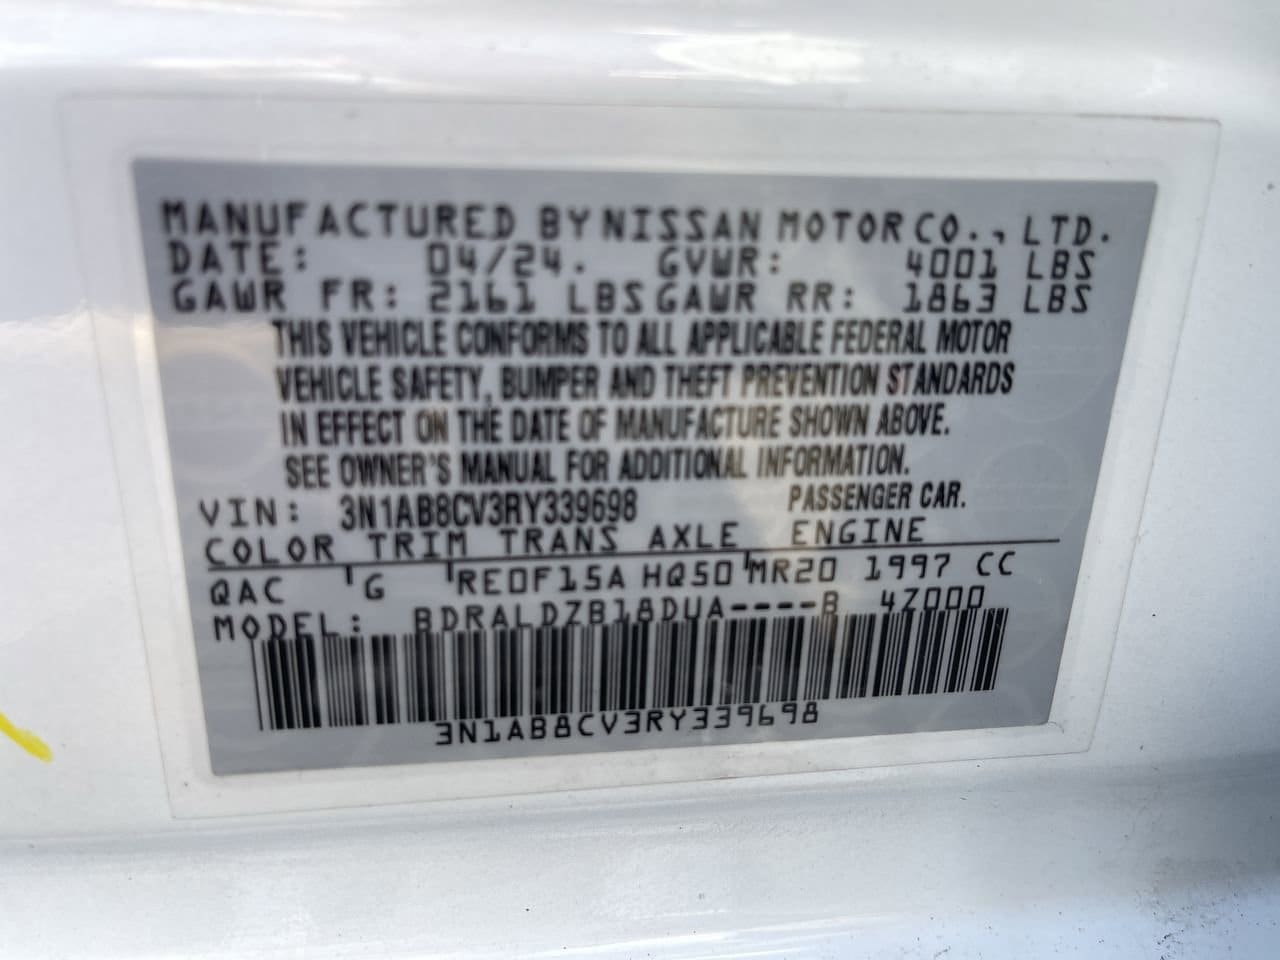 MANUFACTURED BY NISSAN MOTOR CO., LTD.
DATE: 04/24. GVWR: 4001 LBS
GAWR FR: 2161 LBS GAWR RR: 1863 LBS
THIS VEHICLE CONFORMS TO ALL APPLICABLE FEDERAL MOTOR
VEHICLE SAFETY, BUMPER AND THEFT PREVENTION STANDARDS
IN EFFECT ON THE DATE OF MANUFACTURE SHOWN ABOVE.
SEE OWNER'S MANUAL FOR ADDITIONAL INFORMATION.
VIN: 3N1AB8CV3RY339698 PASSENGER CAR.
COLOR TRIM TRANS AXLE ENGINE
QAC G RE0F15A HQ50 MR20 1997 CC
MODEL: BDRALDZB18DUA----B 4Z000
3N1AB8CV3RY339698